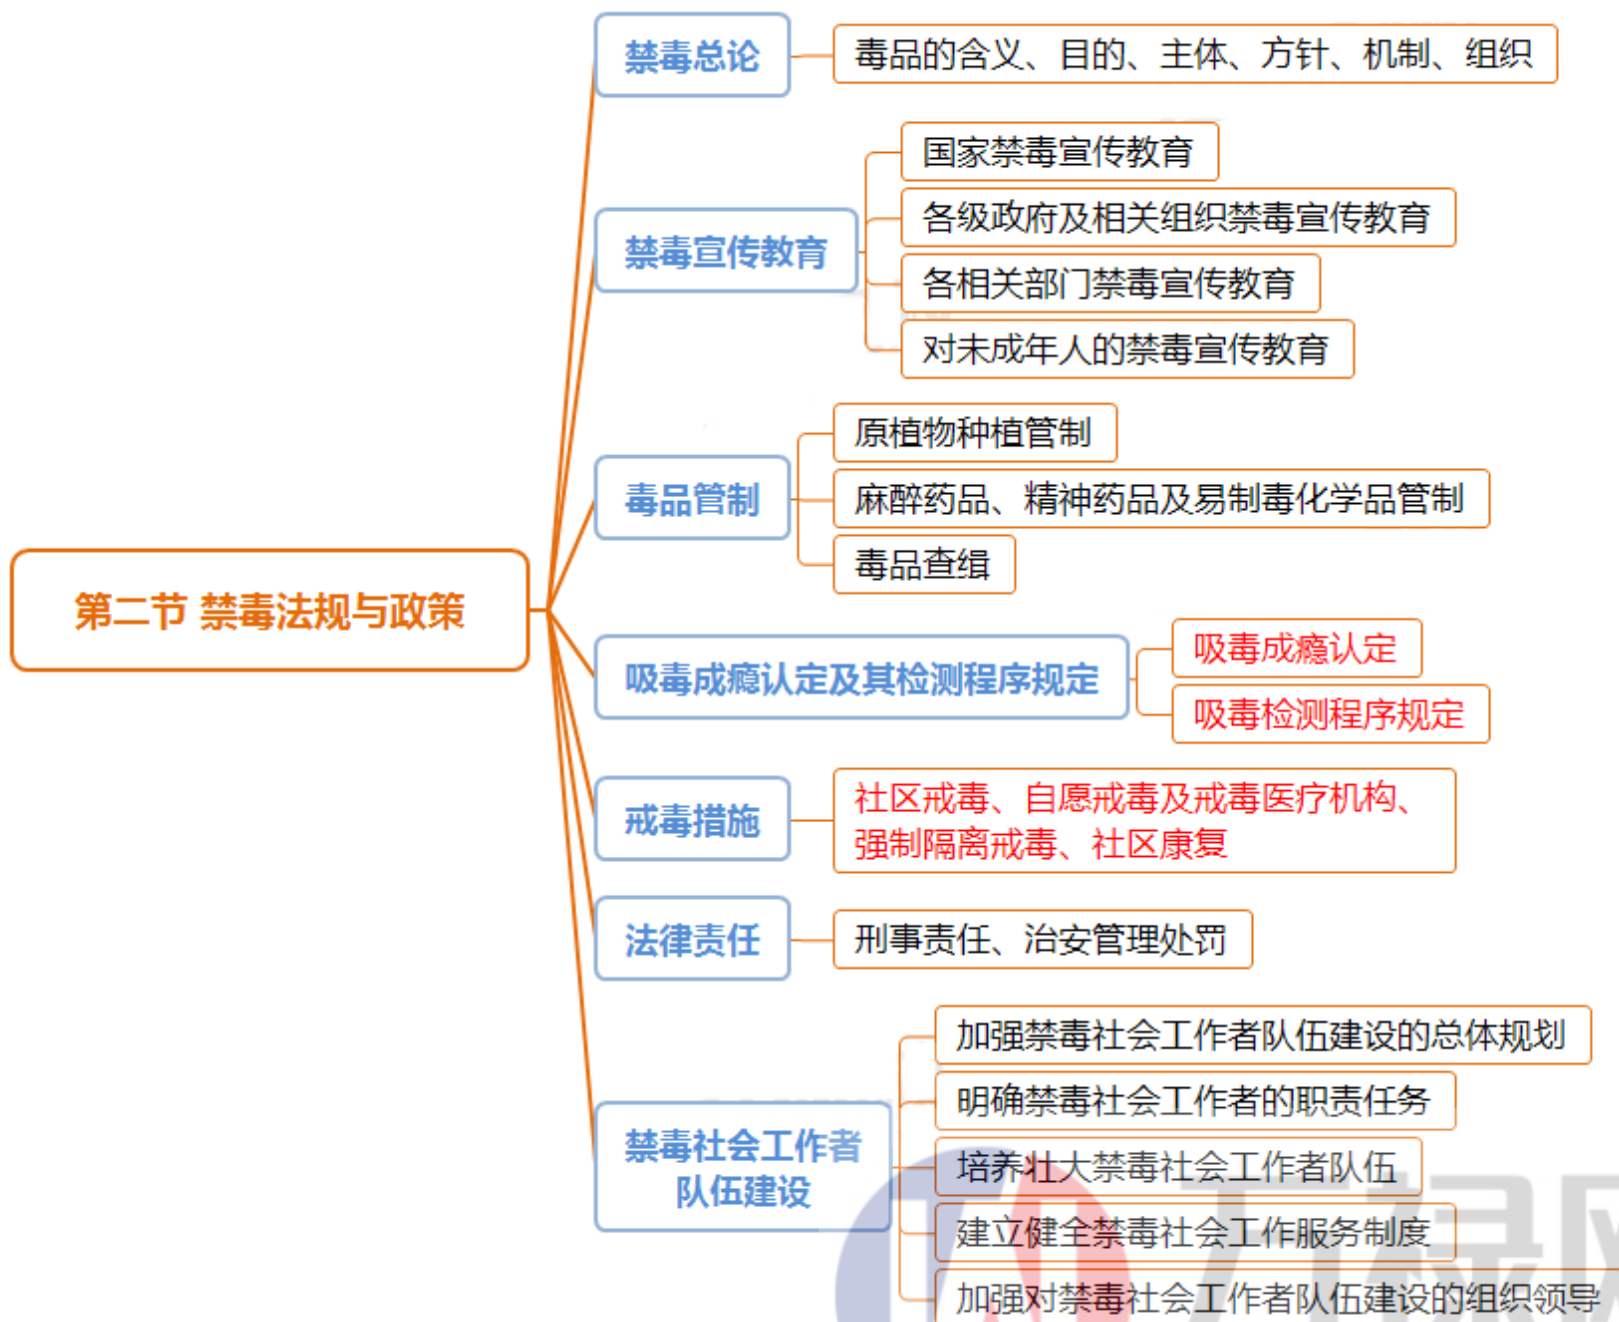 禁毒总论
毒品的含义、目的、主体、方针、机制、组织
禁毒宣传教育
国家禁毒宣传教育
各级政府及相关组织禁毒宣传教育
各相关部门禁毒宣传教育
对未成年人的禁毒宣传教育
毒品管制
原植物种植管制
麻醉药品、精神药品及易制毒化学品管制
毒品查缉
第二节 禁毒法规与政策
吸毒成瘾认定及其检测程序规定
吸毒成瘾认定
吸毒检测程序规定
戒毒措施
社区戒毒、自愿戒毒及戒毒医疗机构、
强制隔离戒毒、社区康复
法律责任
刑事责任、治安管理处罚
禁毒社会工作者
队伍建设
加强禁毒社会工作者队伍建设的总体规划
明确禁毒社会工作者的职责任务
培养壮大禁毒社会工作者队伍
建立健全禁毒社会工作服务制度
加强对禁毒社会工作者队伍建设的组织领导